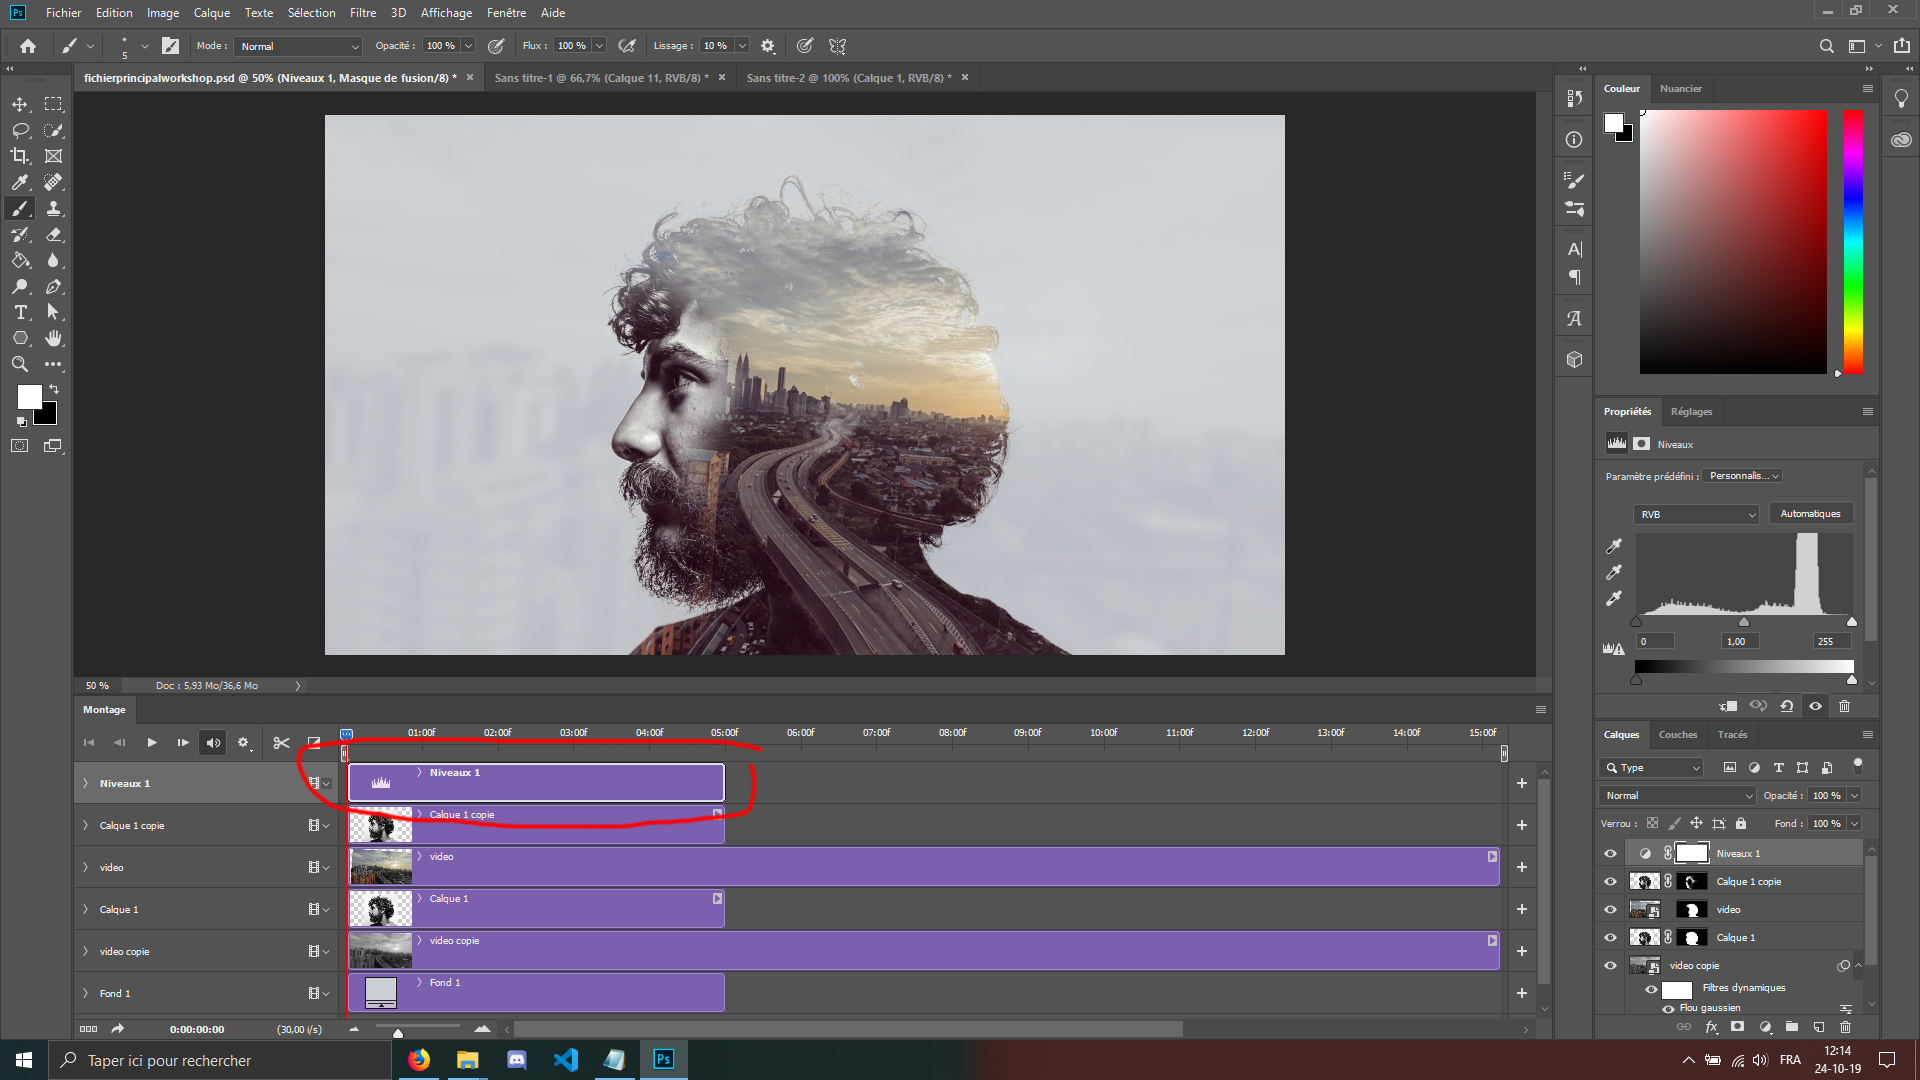 Ps Fichier Edition Image Calque Texte Sélection Filtre 3D Affichage Fenêtre Aide
5 Mode : Normal Opacité : 100 % Flux : 100 % Lissage : 10 %
fichierprincipalworkshop.psd @ 50% (Niveaux 1, Masque de fusion/8) * × Sans titre-1 @ 66,7% (Calque 11, RVB/8) * × Sans titre-2 @ 100% (Calque 1, RVB/8) * ×
Couleur Nuancier
Propriétés Réglages
Niveaux
Paramètre prédéfini : Personnalis...
RVB Automatiques
0 1,00 255
50 % Doc : 5,93 Mo/36,6 Mo
Montage
01:00f 02:00f 03:00f 04:00f 05:00f 06:00f 07:00f 08:00f 09:00f 10:00f 11:00f 12:00f 13:00f 14:00f 15:00f
Niveaux 1 Niveaux 1
Calque 1 copie Calque 1 copie
video video
Calque 1 Calque 1
video copie video copie
Fond 1 Fond 1
0:00:00:00 (30,00 i/s)
Calques Couches Tracés
Type
Normal Opacité : 100 %
Verrou : Fond : 100 %
Niveaux 1
Calque 1 copie
video
Calque 1
video copie
Filtres dynamiques
Flou gaussien
fx
Taper ici pour rechercher
Ps
FRA
12:14
24-10-19